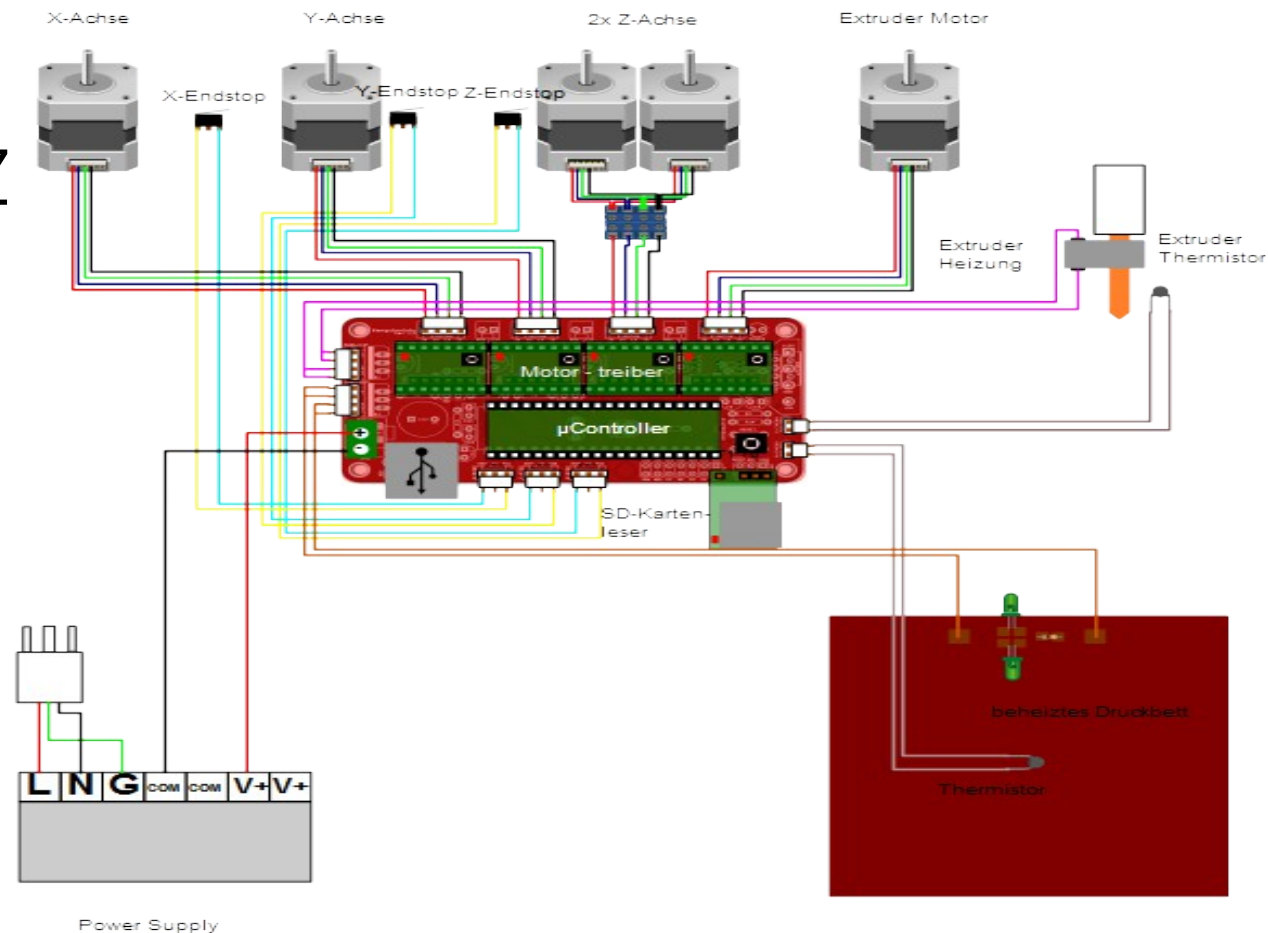 X-Achse
Y-Achse
2x Z-Achse
Extruder Motor
X-Endstop
Y-Endstop
Z-Endstop
Z
Extruder
Heizung
Extruder
Thermistor
Motor - treiber
µController
+
-
SD-Karten-
leser
beheiztes Druckbett
Thermistor
L N G COM COM V+ V+
Power Supply